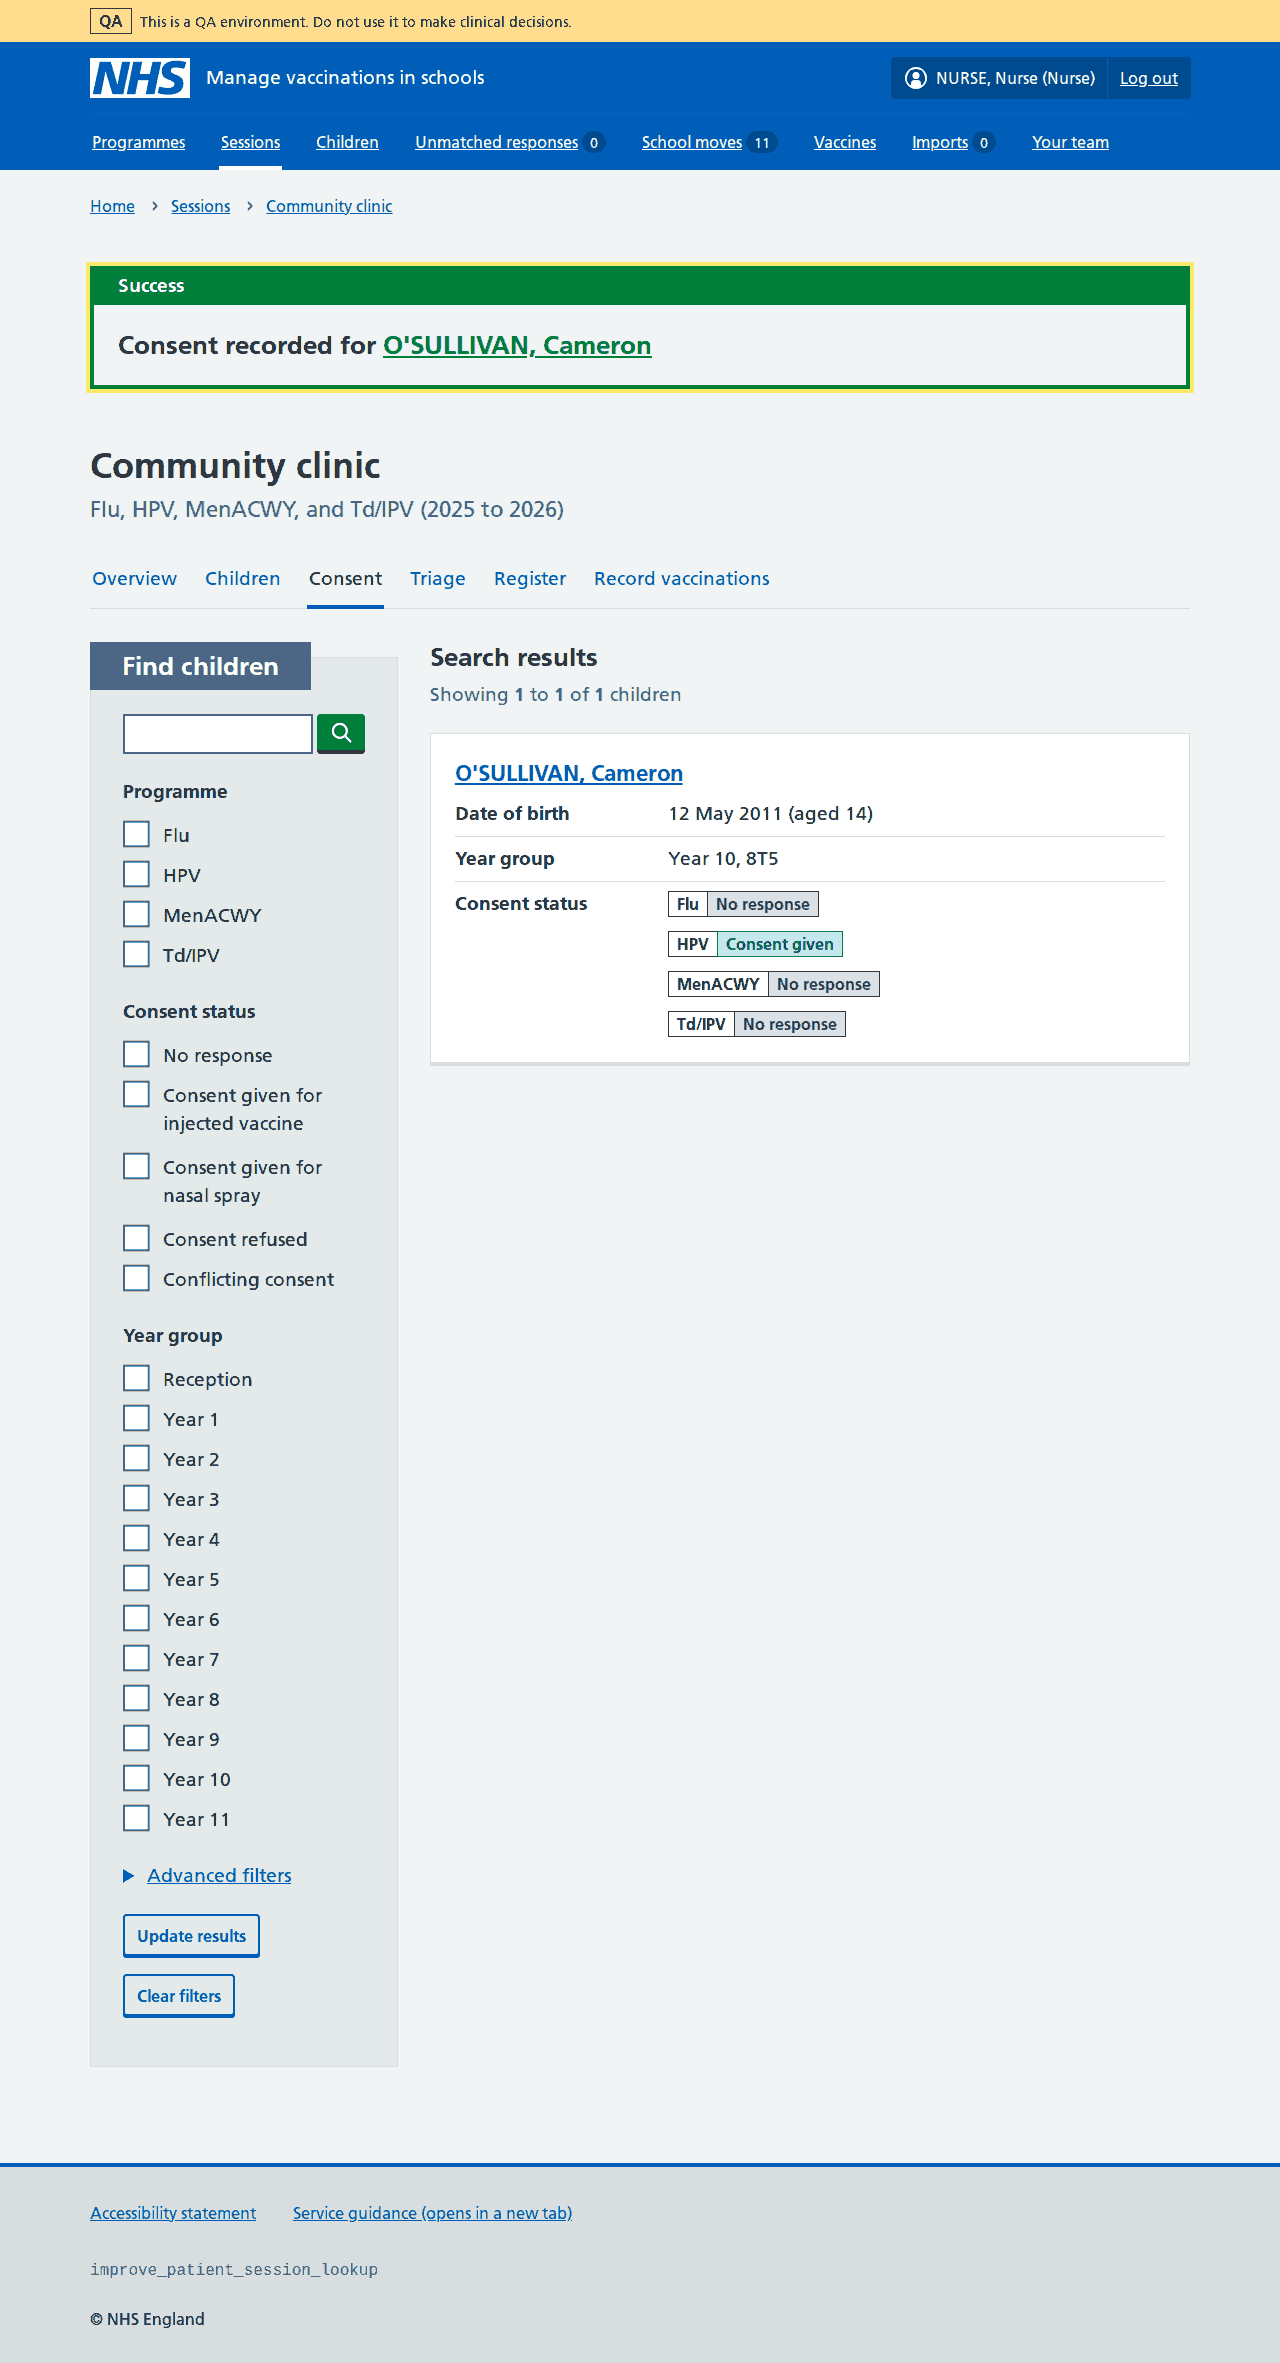 QA This is a QA environment. Do not use it to make clinical decisions.
NHS Manage vaccinations in schools
NURSE, Nurse (Nurse) Log out
Programmes Sessions Children Unmatched responses 0 School moves 11 Vaccines Imports 0 Your team
Home Sessions Community clinic
Success
Consent recorded for O'SULLIVAN, Cameron
Community clinic
Flu, HPV, MenACWY, and Td/IPV (2025 to 2026)
Overview Children Consent Triage Register Record vaccinations
Find children
Programme
Flu
HPV
MenACWY
Td/IPV
Consent status
No response
Consent given for
injected vaccine
Consent given for
nasal spray
Consent refused
Conflicting consent
Year group
Reception
Year 1
Year 2
Year 3
Year 4
Year 5
Year 6
Year 7
Year 8
Year 9
Year 10
Year 11
Advanced filters
Update results
Clear filters
Search results
Showing 1 to 1 of 1 children
O'SULLIVAN, Cameron
Date of birth 12 May 2011 (aged 14)
Year group Year 10, 8T5
Consent status Flu No response
HPV Consent given
MenACWY No response
Td/IPV No response
Accessibility statement Service guidance (opens in a new tab)
improve_patient_session_lookup
© NHS England